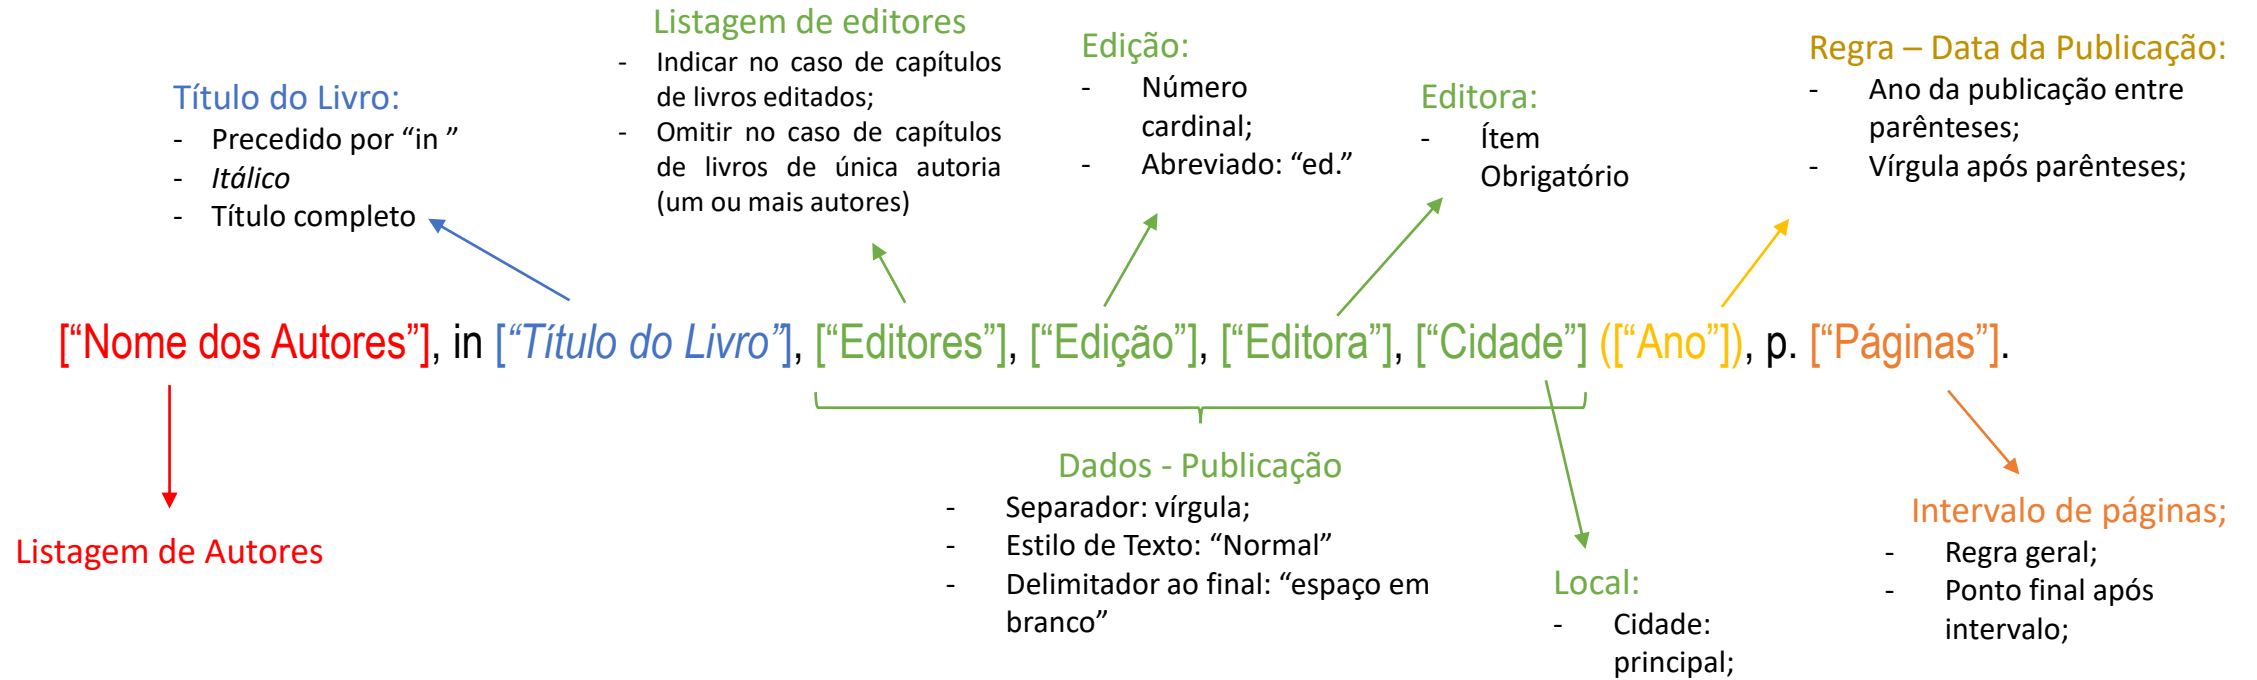 Título do Livro:
- Precedido por “in ”
- Itálico
- Título completo
Listagem de editores
- Indicar no caso de capítulos
de livros editados;
- Omitir no caso de capítulos
de livros de única autoria
(um ou mais autores)
Edição:
- Número
cardinal;
- Abreviado: “ed.”
Editora:
- Ítem
Obrigatório
Regra – Data da Publicação:
- Ano da publicação entre
parênteses;
- Vírgula após parênteses;
[“Nome dos Autores”], in [“Título do Livro”], [“Editores”], [“Edição”], [“Editora”], [“Cidade”] ([“Ano”]), p. [“Páginas”].
Listagem de Autores
Dados - Publicação
- Separador: vírgula;
- Estilo de Texto: “Normal”
- Delimitador ao final: “espaço em
branco”
Local:
- Cidade:
principal;
Intervalo de páginas;
- Regra geral;
- Ponto final após
intervalo;